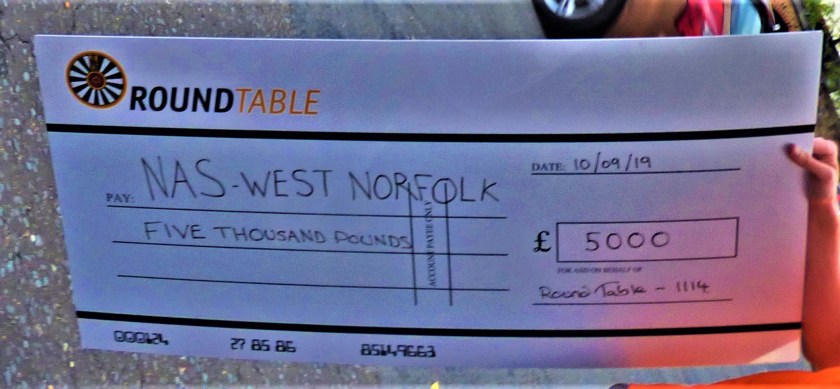 ROUNDTABLE
DATE: 10/09/19
PAY: NAS-WEST NORFOLK
FIVE THOUSAND POUNDS
ACCOUNT PAYEE ONLY
£ 5000
FOR AND ON BEHALF OF
Round Table - 1114
000124 27 85 86 85149663